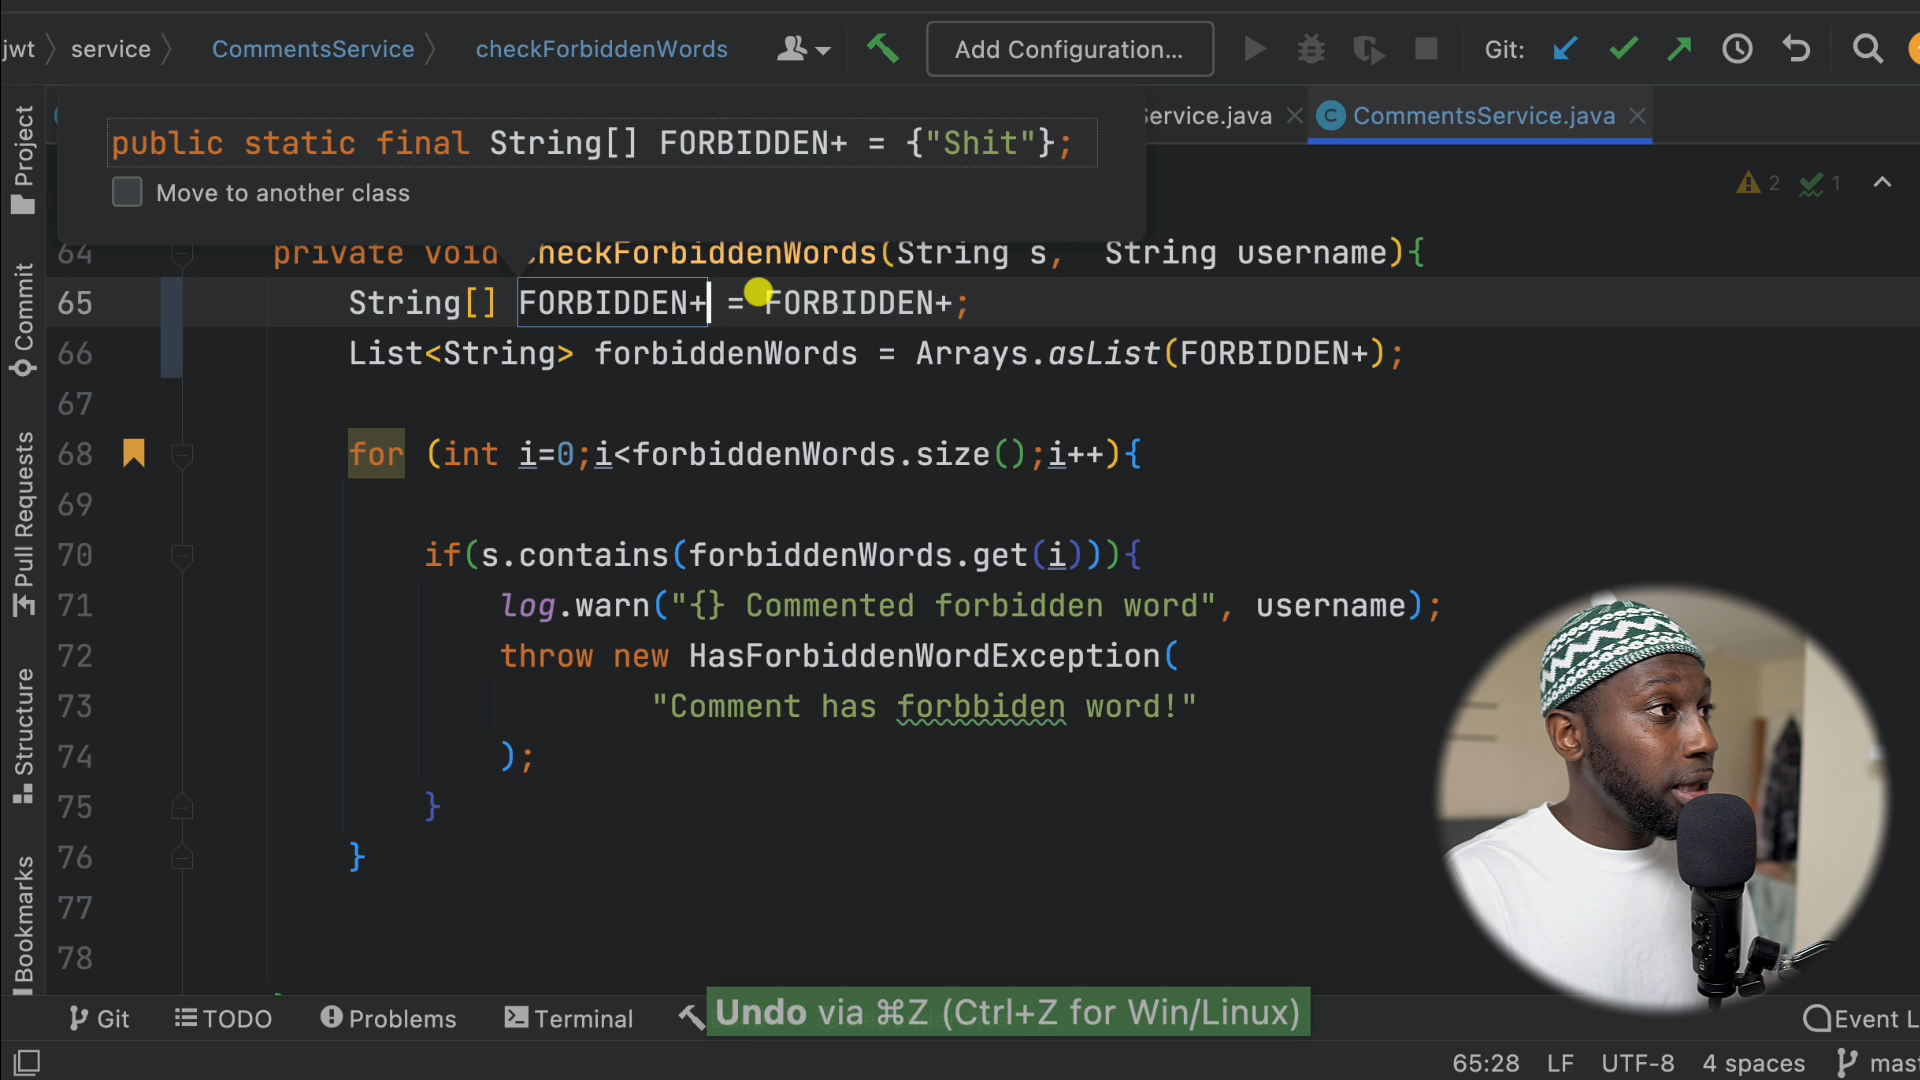 jwt service CommentsService checkForbiddenWords Add Configuration... Git:
Service.java CommentsService.java
public static final String[] FORBIDDEN+ = {"Shit"};
Move to another class
2 1
64 private void checkForbiddenWords(String s, String username){
65 String[] FORBIDDEN+ = FORBIDDEN+;
66 List<String> forbiddenWords = Arrays.asList(FORBIDDEN+);
67
68 for (int i=0;i<forbiddenWords.size();i++){
69
70 if(s.contains(forbiddenWords.get(i))){
71 log.warn("{} Commented forbidden word", username);
72 throw new HasForbiddenWordException(
73 "Comment has forbbiden word!"
74 );
75 }
76 }
77
78
Project
Commit
Pull Requests
Structure
Bookmarks
Git TODO Problems Terminal Undo via ⌘Z (Ctrl+Z for Win/Linux) Event L
65:28 LF UTF-8 4 spaces mast